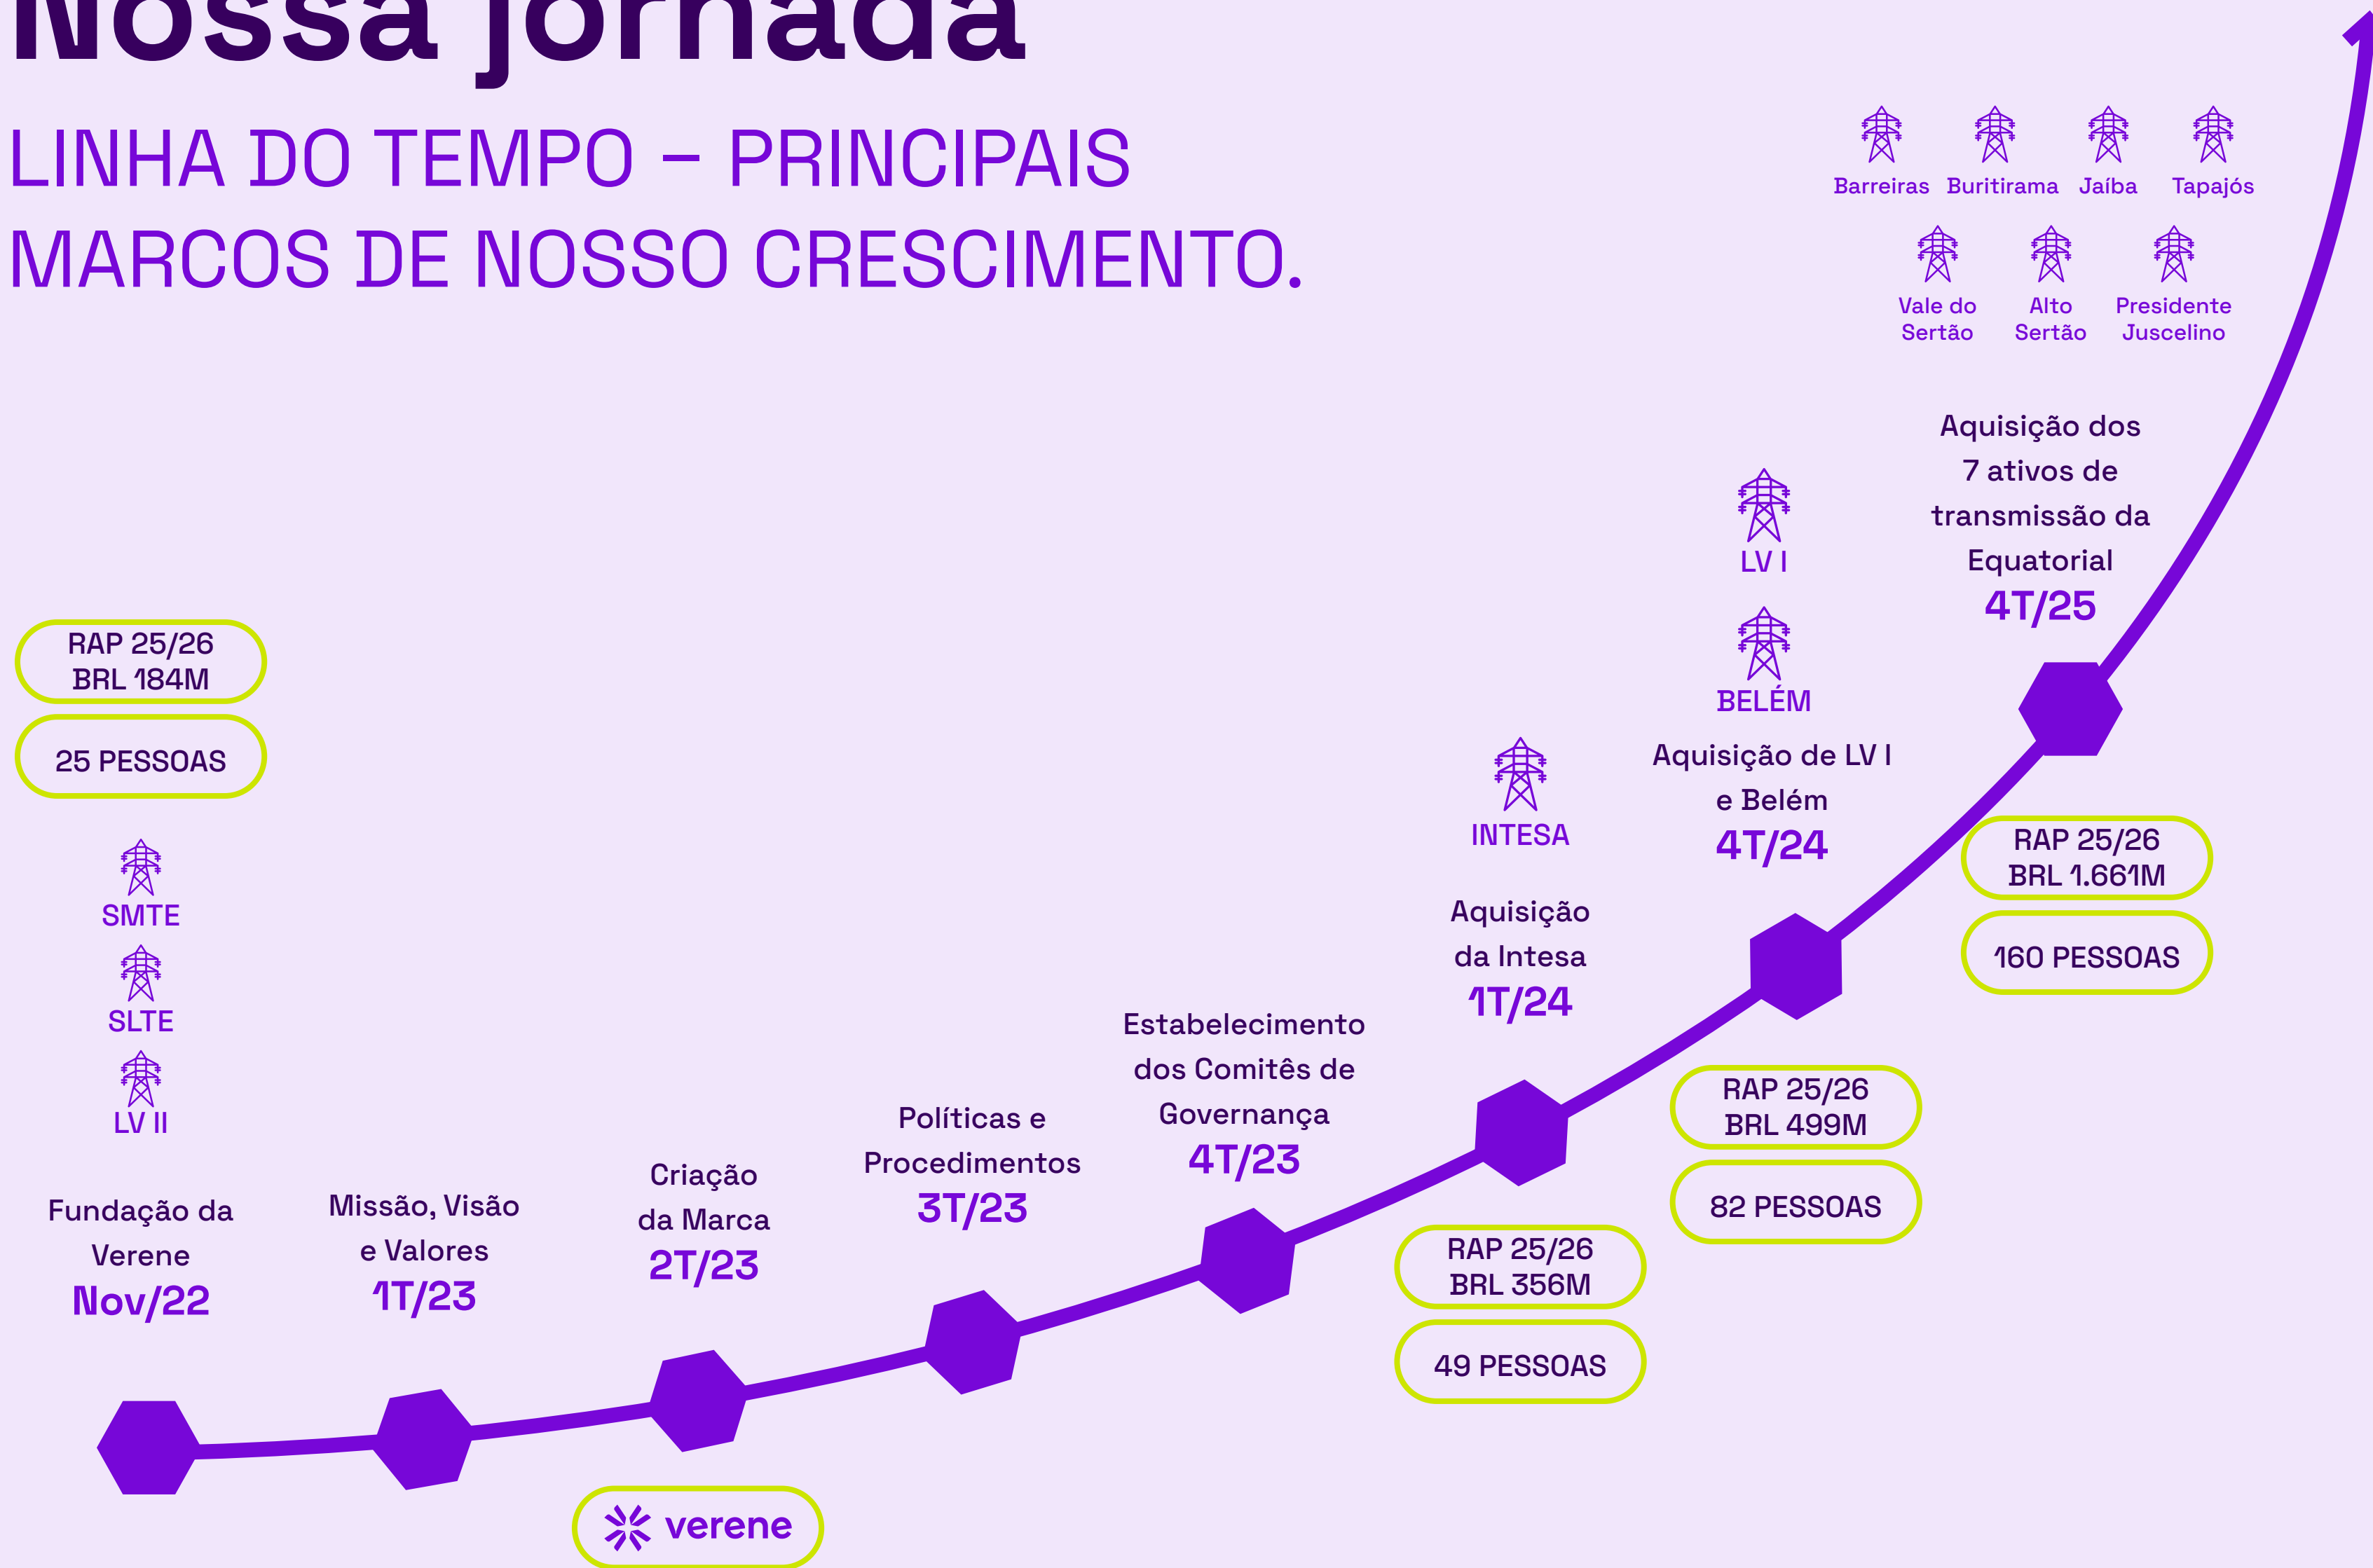 Nossa jornada
LINHA DO TEMPO – PRINCIPAIS
MARCOS DE NOSSO CRESCIMENTO.
RAP 25/26
BRL 184M
25 PESSOAS
SMTE
SLTE
LV II
Fundação da
Verene
Nov/22
Missão, Visão
e Valores
1T/23
Criação
da Marca
2T/23
verene
Políticas e
Procedimentos
3T/23
Estabelecimento
dos Comitês de
Governança
4T/23
INTESA
Aquisição
da Intesa
1T/24
RAP 25/26
BRL 356M
49 PESSOAS
LV I
BELÉM
Aquisição de LV I
e Belém
4T/24
RAP 25/26
BRL 499M
82 PESSOAS
Barreiras Buritirama Jaíba Tapajós
Vale do
Sertão
Alto
Sertão
Presidente
Juscelino
Aquisição dos
7 ativos de
transmissão da
Equatorial
4T/25
RAP 25/26
BRL 1.661M
160 PESSOAS